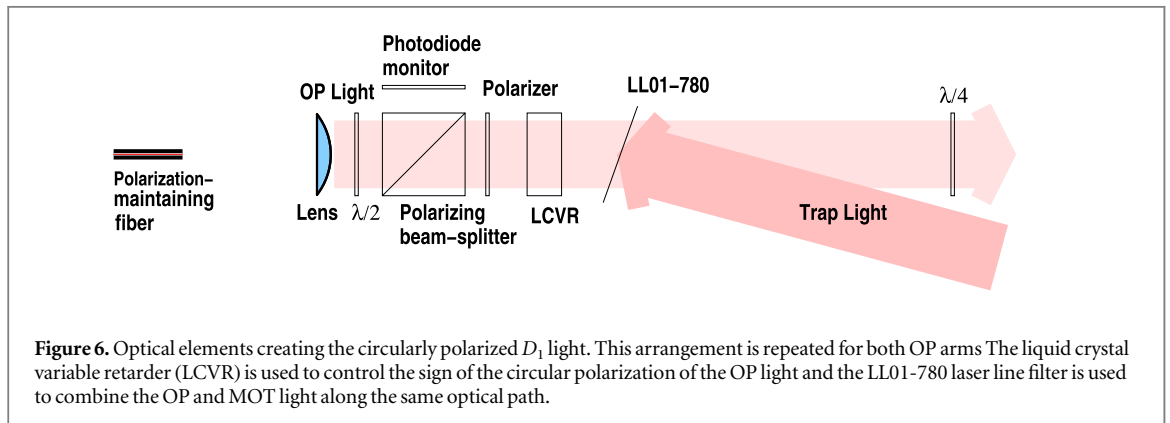 Photodiode
monitor
OP Light
Polarizer
LL01-780
λ/4
Polarization-
maintaining
fiber
Lens
λ/2
Polarizing
beam-splitter
LCVR
Trap Light
Figure 6. Optical elements creating the circularly polarized D1 light. This arrangement is repeated for both OP arms The liquid crystal
variable retarder (LCVR) is used to control the sign of the circular polarization of the OP light and the LL01-780 laser line filter is used
to combine the OP and MOT light along the same optical path.